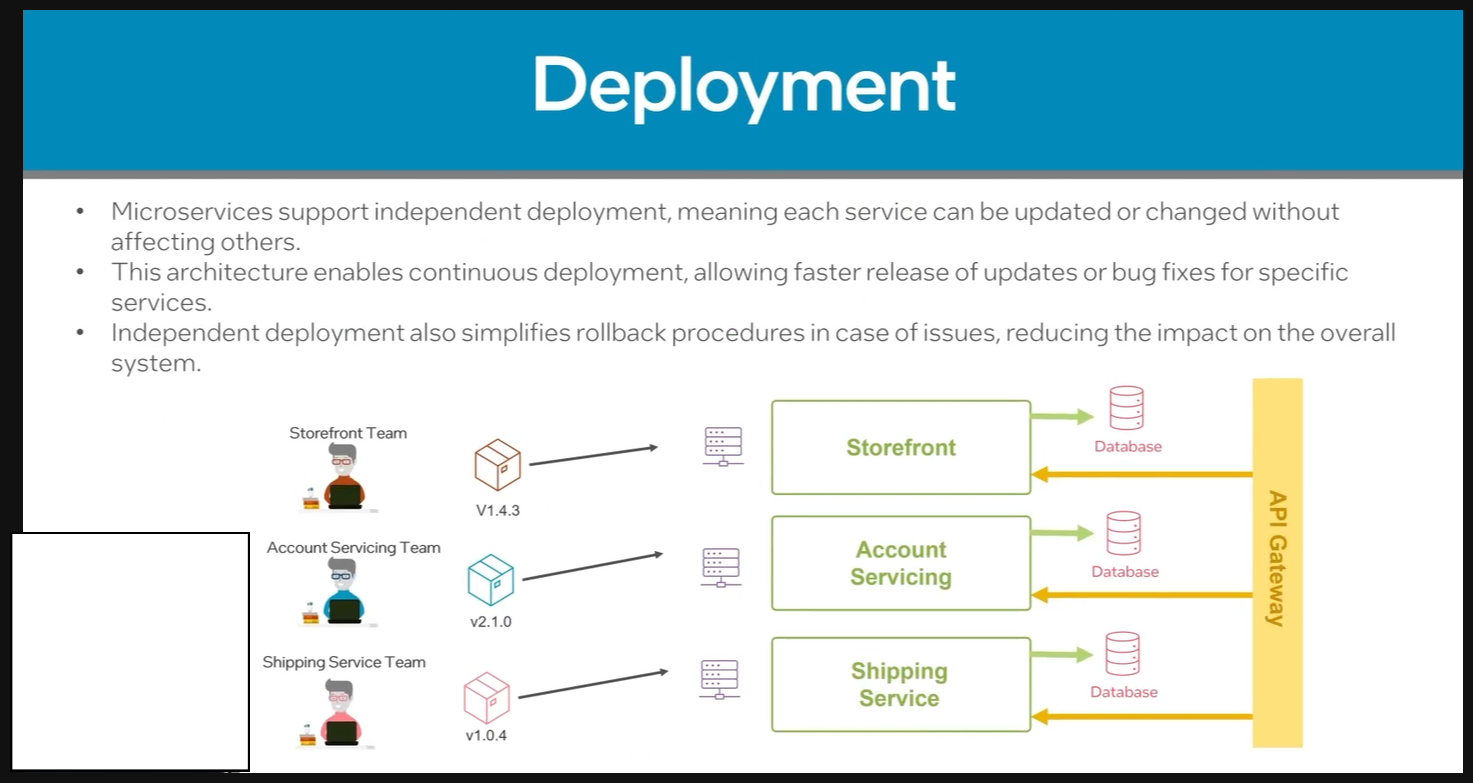 Deployment
• Microservices support independent deployment, meaning each service can be updated or changed without
affecting others.
• This architecture enables continuous deployment, allowing faster release of updates or bug fixes for specific
services.
• Independent deployment also simplifies rollback procedures in case of issues, reducing the impact on the overall
system.
Storefront Team
V1.4.3
Storefront
Database
Account Servicing Team
v2.1.0
Account
Servicing
Database
Shipping Service Team
v1.0.4
Shipping
Service
Database
API Gateway